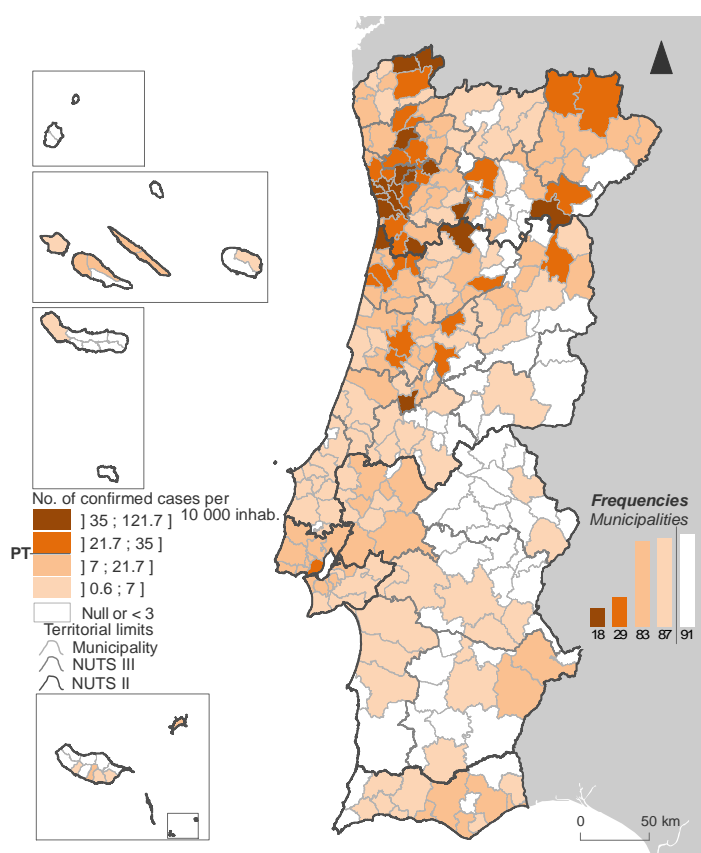 No. of confirmed cases per
10 000 inhab.
] 35 ; 121.7 ]
] 21.7 ; 35 ]
PT
] 7 ; 21.7 ]
] 0.6 ; 7 ]
Null or < 3
Territorial limits
Municipality
NUTS III
NUTS II
Frequencies
Municipalities
18 29 83 87 91
0 50 km